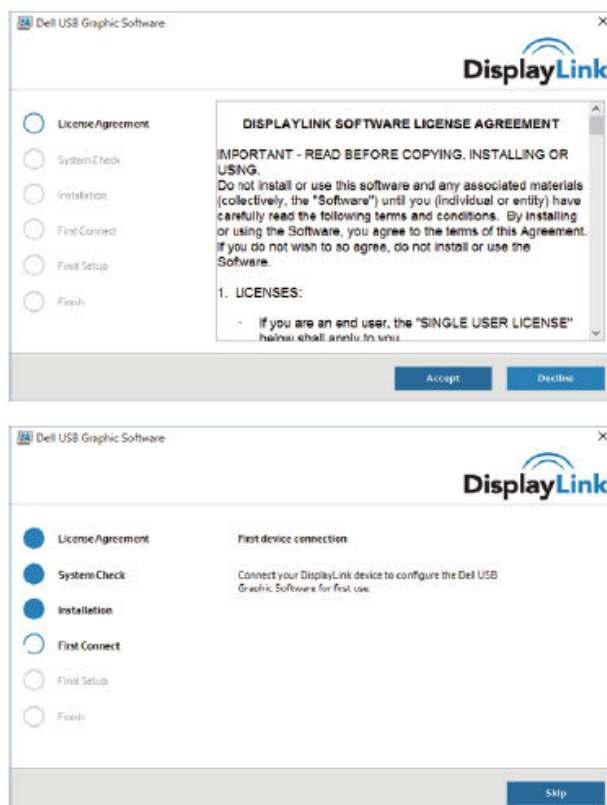 Dell USB Graphic Software
DisplayLink
License Agreement
System Check
Installation
First Connect
Final Setup
Finish
DISPLAYLINK SOFTWARE LICENSE AGREEMENT
IMPORTANT - READ BEFORE COPYING, INSTALLING OR
USING.
Do not install or use this software and any associated materials
(collectively, the "Software") until you (individual or entity) have
carefully read the following terms and conditions. By installing
or using the Software, you agree to the terms of this Agreement.
If you do not wish to so agree, do not install or use the
Software.
1. LICENSES:
- If you are an end user, the "SINGLE USER LICENSE"
below shall apply to you
Accept
Decline
Dell USB Graphic Software
DisplayLink
License Agreement
System Check
Installation
First Connect
Final Setup
Finish
First device connection
Connect your DisplayLink device to configure the Dell USB
Graphic Software for first use.
Skip